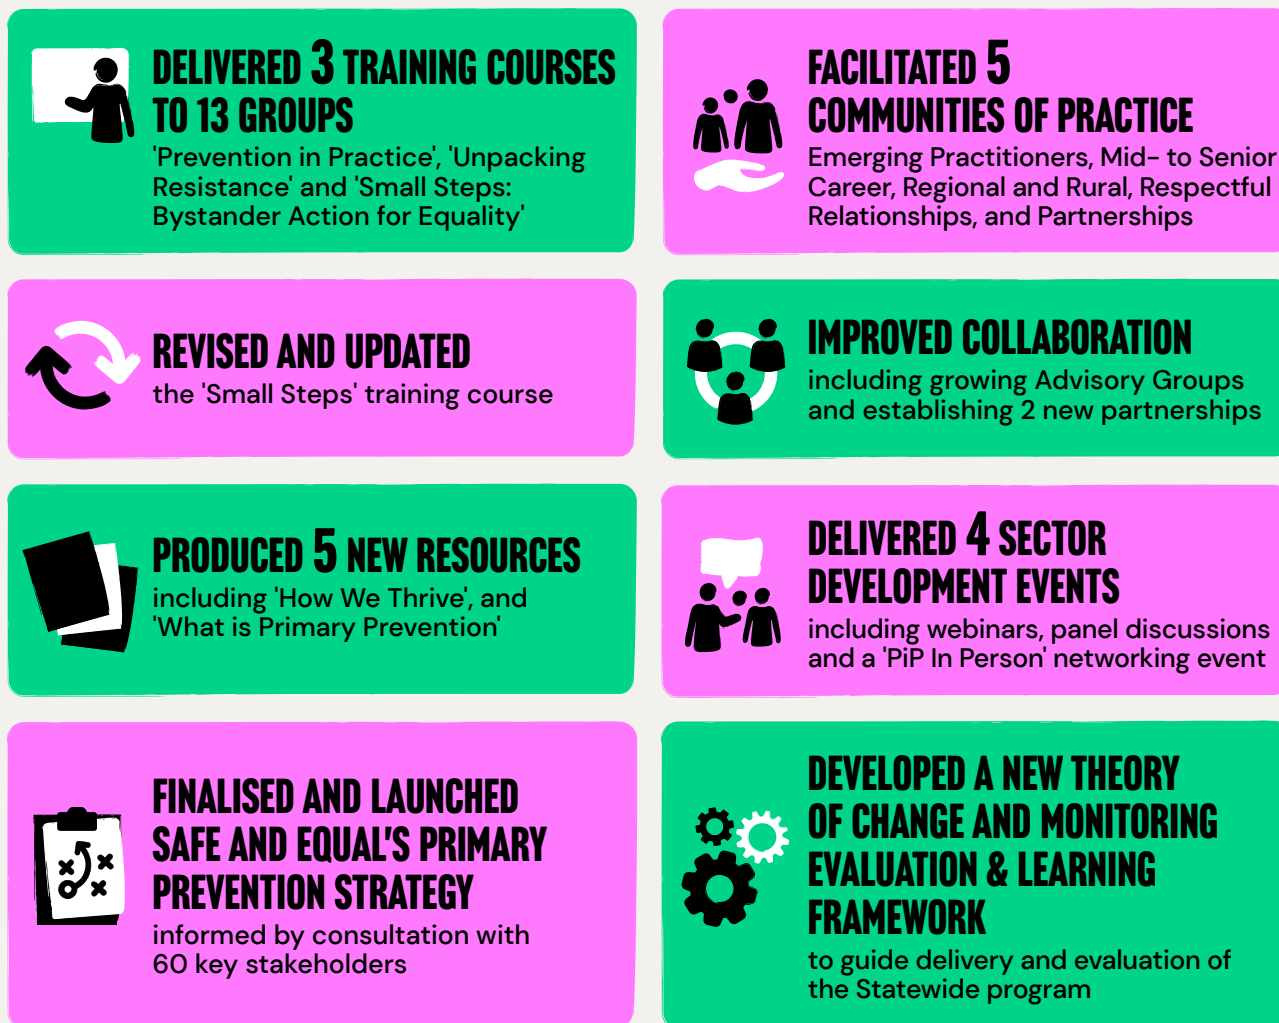 DELIVERED 3 TRAINING COURSES
TO 13 GROUPS
'Prevention in Practice', 'Unpacking
Resistance' and 'Small Steps:
Bystander Action for Equality'
FACILITATED 5
COMMUNITIES OF PRACTICE
Emerging Practitioners, Mid- to Senior
Career, Regional and Rural, Respectful
Relationships, and Partnerships
REVISED AND UPDATED
the 'Small Steps' training course
IMPROVED COLLABORATION
including growing Advisory Groups
and establishing 2 new partnerships
PRODUCED 5 NEW RESOURCES
including 'How We Thrive', and
'What is Primary Prevention'
DELIVERED 4 SECTOR
DEVELOPMENT EVENTS
including webinars, panel discussions
and a 'PiP In Person' networking event
FINALISED AND LAUNCHED
SAFE AND EQUAL'S PRIMARY
PREVENTION STRATEGY
informed by consultation with
60 key stakeholders
DEVELOPED A NEW THEORY
OF CHANGE AND MONITORING
EVALUATION & LEARNING
FRAMEWORK
to guide delivery and evaluation of
the Statewide program